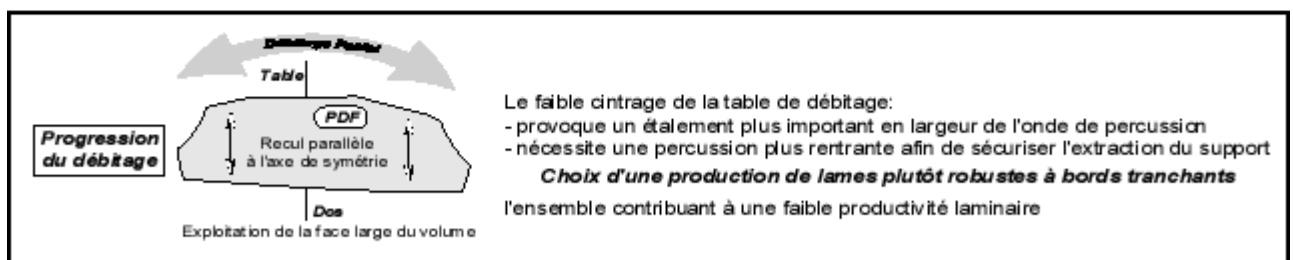 Débitage Facial
Table
PDF
Recul parallèle
à l'axe de symétrie
Progression
du débitage
Dos
Exploitation de la face large du volume
Le faible cintrage de la table de débitage:
- provoque un étalement plus important en largeur de l'onde de percussion
- nécessite une percussion plus rentrante afin de sécuriser l'extraction du support
Choix d'une production de lames plutôt robustes à bords tranchants
l'ensemble contribuant à une faible productivité laminaire